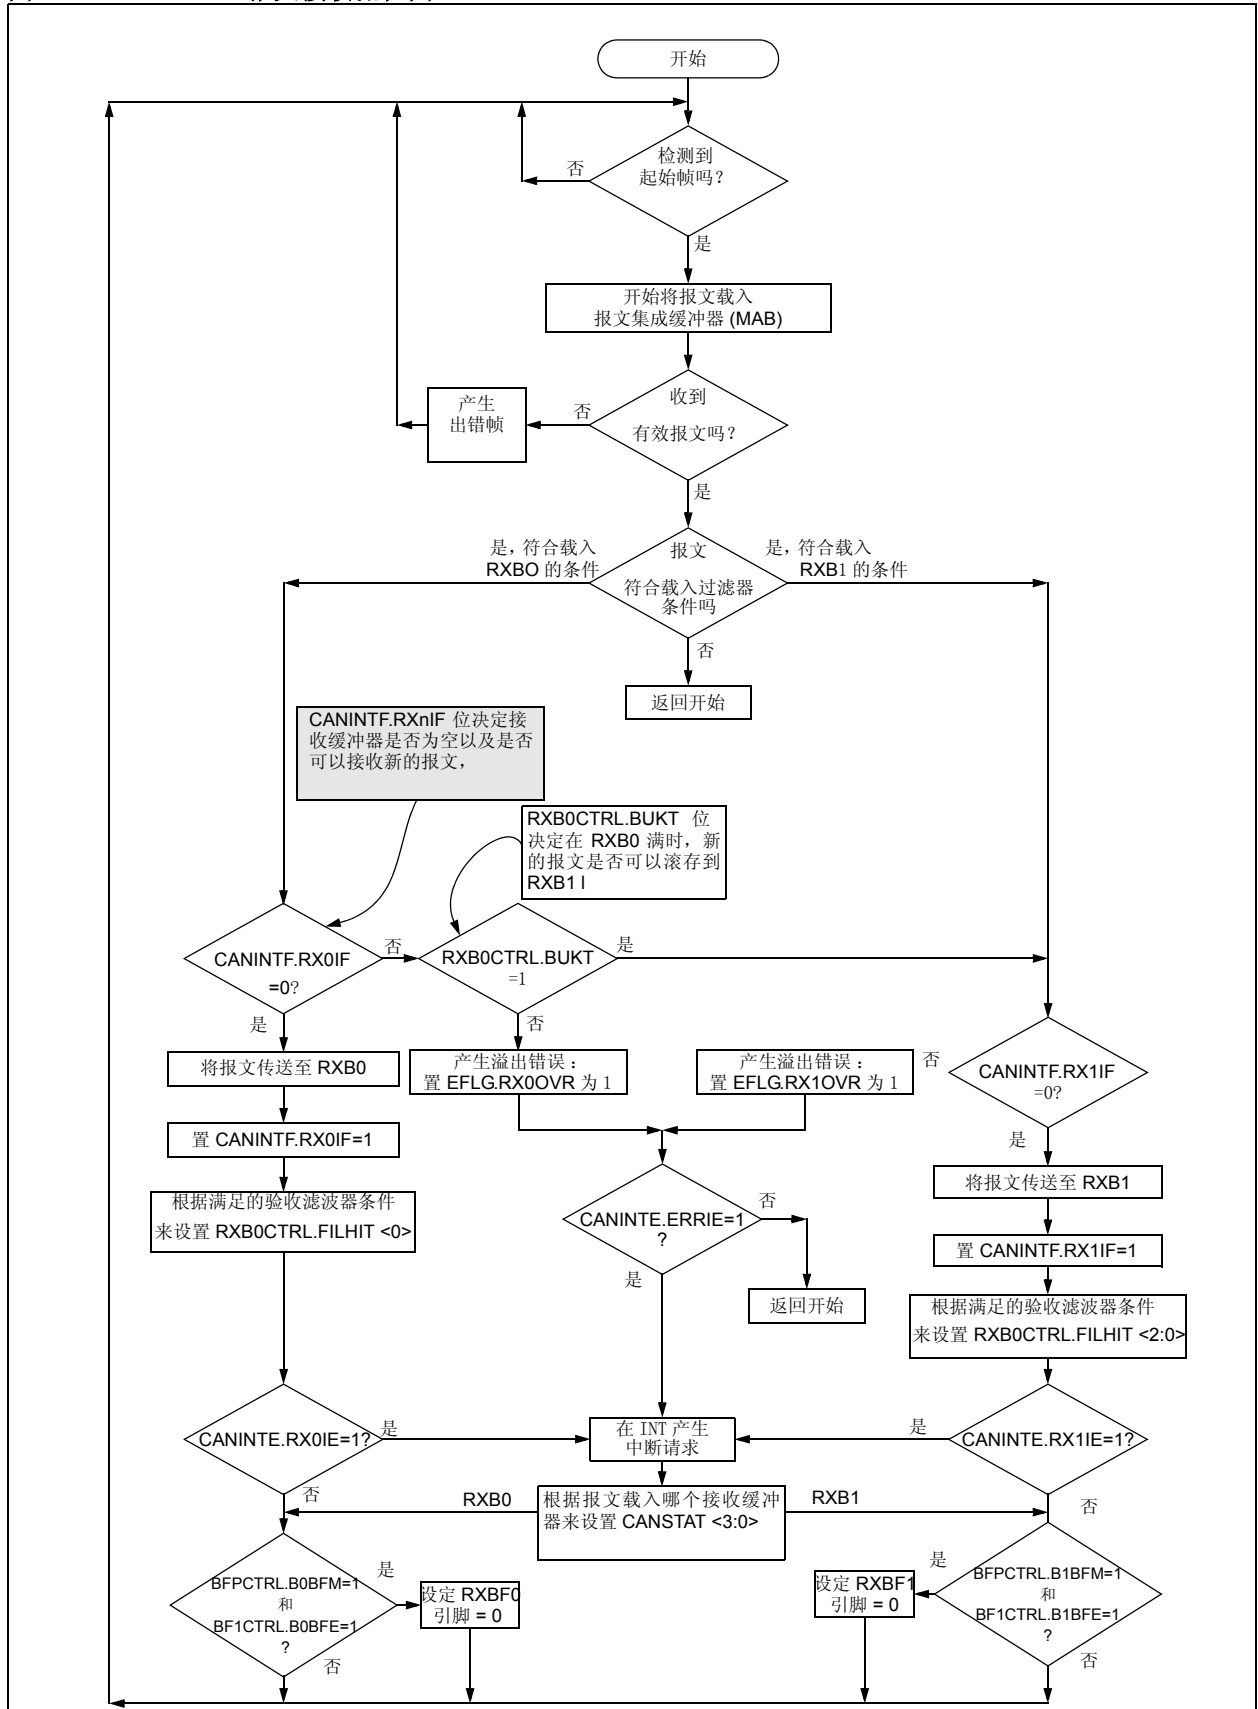 开始
检测到
起始帧吗?
否
是
开始将报文载入
报文集成缓冲器 (MAB)
收到
有效报文吗?
否
产生
出错帧
是
是, 符合载入
RXBO 的条件
报文
符合载入过滤器
条件吗
是, 符合载入
RXB1 的条件
否
返回开始
CANINTF.RXnIF 位决定接
收缓冲器是否为空以及是否
可以接收新的报文,
RXB0CTRL.BUKT 位
决定在 RXB0 满时, 新
的报文是否可以滚存到
RXB1 l
CANINTF.RX0IF
=0?
否
RXB0CTRL.BUKT
=1
是
是
否
将报文传送至 RXB0
产生溢出错误:
置 EFLG.RX0OVR 为 1
产生溢出错误:
置 EFLG.RX1OVR 为 1
否
CANINTF.RX1IF
=0?
置 CANINTF.RX0IF=1
是
根据满足的验收滤波器条件
来设置 RXB0CTRL.FILHIT <0>
CANINTE.ERRIE=1
?
否
是
返回开始
将报文传送至 RXB1
置 CANINTF.RX1IF=1
根据满足的验收滤波器条件
来设置 RXB0CTRL.FILHIT <2:0>
CANINTE.RX0IE=1?
是
在 INT 产生
中断请求
是
CANINTE.RX1IE=1?
否
RXB0
根据报文载入哪个接收缓冲
器来设置 CANSTAT <3:0>
RXB1
否
BFPCTRL.B0BFM=1
和
BF1CTRL.B0BFE=1
?
是
设定 RXBF0
引脚 = 0
否
设定 RXBF1
引脚 = 0
是
BFPCTRL.B1BFM=1
和
BF1CTRL.B1BFE=1
?
否